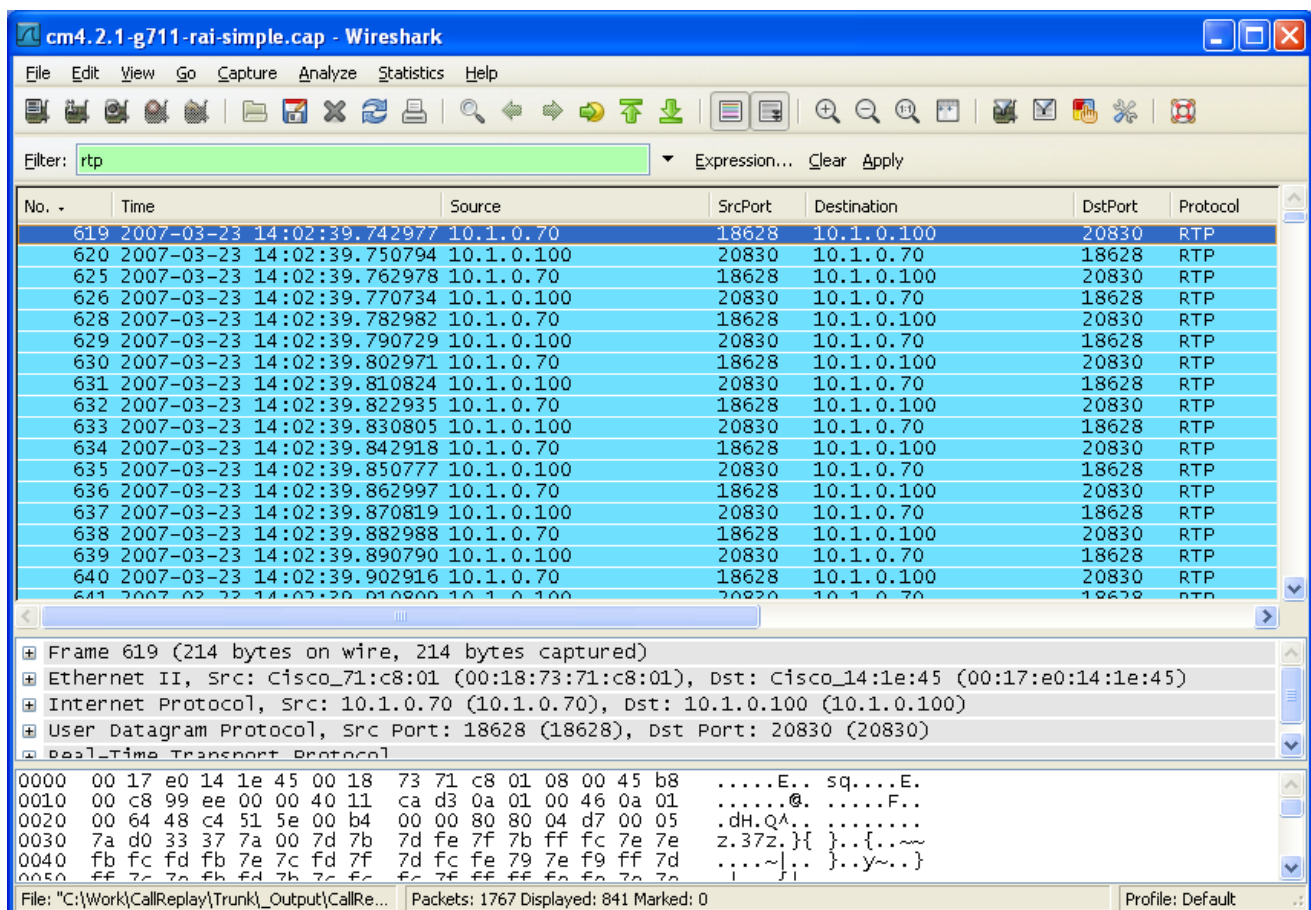 cm4.2.1-g711-rai-simple.cap - Wireshark
File Edit View Go Capture Analyze Statistics Help
Filter: rtp Expression... Clear Apply
No. Time Source SrcPort Destination DstPort Protocol
619 2007-03-23 14:02:39.742977 10.1.0.70 18628 10.1.0.100 20830 RTP
620 2007-03-23 14:02:39.750794 10.1.0.100 20830 10.1.0.70 18628 RTP
625 2007-03-23 14:02:39.762978 10.1.0.70 18628 10.1.0.100 20830 RTP
626 2007-03-23 14:02:39.770734 10.1.0.100 20830 10.1.0.70 18628 RTP
628 2007-03-23 14:02:39.782982 10.1.0.70 18628 10.1.0.100 20830 RTP
629 2007-03-23 14:02:39.790729 10.1.0.100 20830 10.1.0.70 18628 RTP
630 2007-03-23 14:02:39.802971 10.1.0.70 18628 10.1.0.100 20830 RTP
631 2007-03-23 14:02:39.810824 10.1.0.100 20830 10.1.0.70 18628 RTP
632 2007-03-23 14:02:39.822935 10.1.0.70 18628 10.1.0.100 20830 RTP
633 2007-03-23 14:02:39.830805 10.1.0.100 20830 10.1.0.70 18628 RTP
634 2007-03-23 14:02:39.842918 10.1.0.70 18628 10.1.0.100 20830 RTP
635 2007-03-23 14:02:39.850777 10.1.0.100 20830 10.1.0.70 18628 RTP
636 2007-03-23 14:02:39.862997 10.1.0.70 18628 10.1.0.100 20830 RTP
637 2007-03-23 14:02:39.870819 10.1.0.100 20830 10.1.0.70 18628 RTP
638 2007-03-23 14:02:39.882988 10.1.0.70 18628 10.1.0.100 20830 RTP
639 2007-03-23 14:02:39.890790 10.1.0.100 20830 10.1.0.70 18628 RTP
640 2007-03-23 14:02:39.902916 10.1.0.70 18628 10.1.0.100 20830 RTP
641 2007-03-23 14:02:39.910809 10.1.0.100 20830 10.1.0.70 18628 RTP
Frame 619 (214 bytes on wire, 214 bytes captured)
Ethernet II, Src: Cisco_71:c8:01 (00:18:73:71:c8:01), Dst: Cisco_14:1e:45 (00:17:e0:14:1e:45)
Internet Protocol, Src: 10.1.0.70 (10.1.0.70), Dst: 10.1.0.100 (10.1.0.100)
User Datagram Protocol, Src Port: 18628 (18628), Dst Port: 20830 (20830)
Real-Time Transport Protocol
0000 00 17 e0 14 1e 45 00 18 73 71 c8 01 08 00 45 b8 .....E.. sq....E.
0010 00 c8 99 ee 00 00 40 11 ca d3 0a 01 00 46 0a 01 ......@. .....F..
0020 00 64 48 c4 51 5e 00 b4 00 00 80 80 04 d7 00 05 .dH.Q^.. ........
0030 7a d0 33 37 7a 00 7d 7b 7d fe 7f 7b ff fc 7e 7e z.37z.}{ }..{..~~
0040 fb fc fd fb 7e 7c fd 7f 7d fc fe 79 7e f9 ff 7d ....~|.. }..y~..}
File: "C:\Work\CallReplay\Trunk\_Output\CallRe... Packets: 1767 Displayed: 841 Marked: 0 Profile: Default